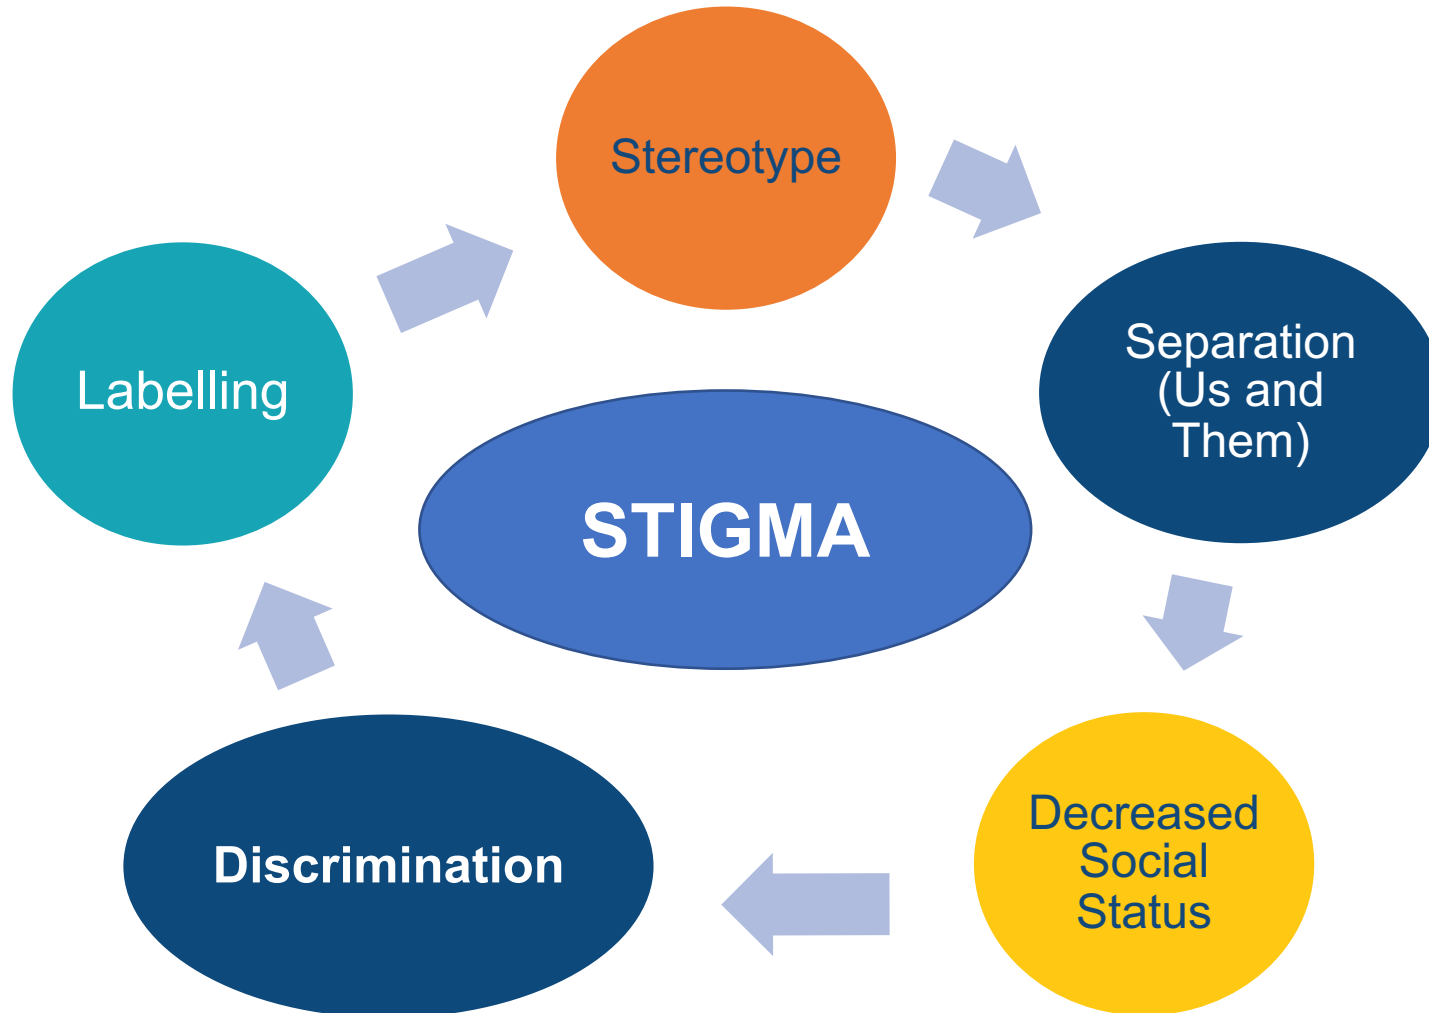 Stereotype
Labelling
Separation
(Us and
Them)
STIGMA
Discrimination
Decreased
Social
Status